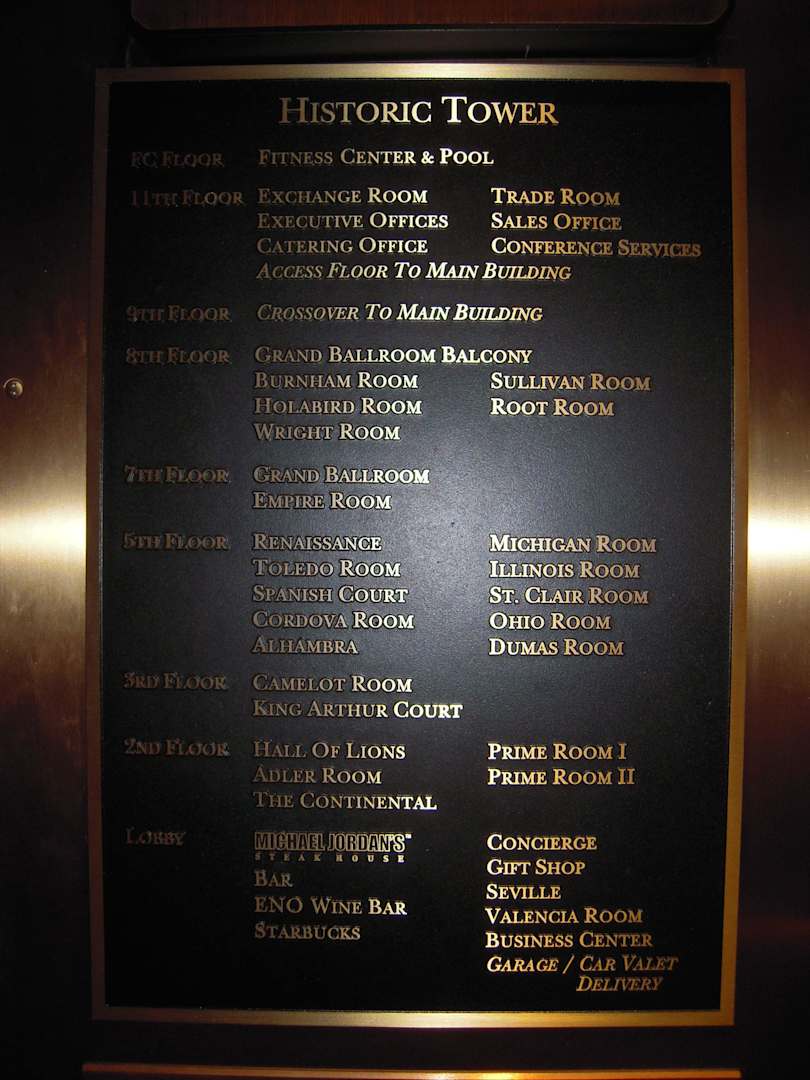 HISTORIC TOWER
FC FLOOR FITNESS CENTER & POOL
11TH FLOOR EXCHANGE ROOM TRADE ROOM
EXECUTIVE OFFICES SALES OFFICE
CATERING OFFICE CONFERENCE SERVICES
ACCESS FLOOR TO MAIN BUILDING
9TH FLOOR CROSSOVER TO MAIN BUILDING
8TH FLOOR GRAND BALLROOM BALCONY
BURNHAM ROOM SULLIVAN ROOM
HOLABIRD ROOM ROOT ROOM
WRIGHT ROOM
7TH FLOOR GRAND BALLROOM
EMPIRE ROOM
5TH FLOOR RENAISSANCE MICHIGAN ROOM
TOLEDO ROOM ILLINOIS ROOM
SPANISH COURT ST. CLAIR ROOM
CORDOVA ROOM OHIO ROOM
ALHAMBRA DUMAS ROOM
3RD FLOOR CAMELOT ROOM
KING ARTHUR COURT
2ND FLOOR HALL OF LIONS PRIME ROOM I
ADLER ROOM PRIME ROOM II
THE CONTINENTAL
LOBBY MICHAEL JORDAN'S™ CONCIERGE
STEAK HOUSE
BAR GIFT SHOP
ENO WINE BAR SEVILLE
STARBUCKS VALENCIA ROOM
BUSINESS CENTER
GARAGE / CAR VALET
DELIVERY